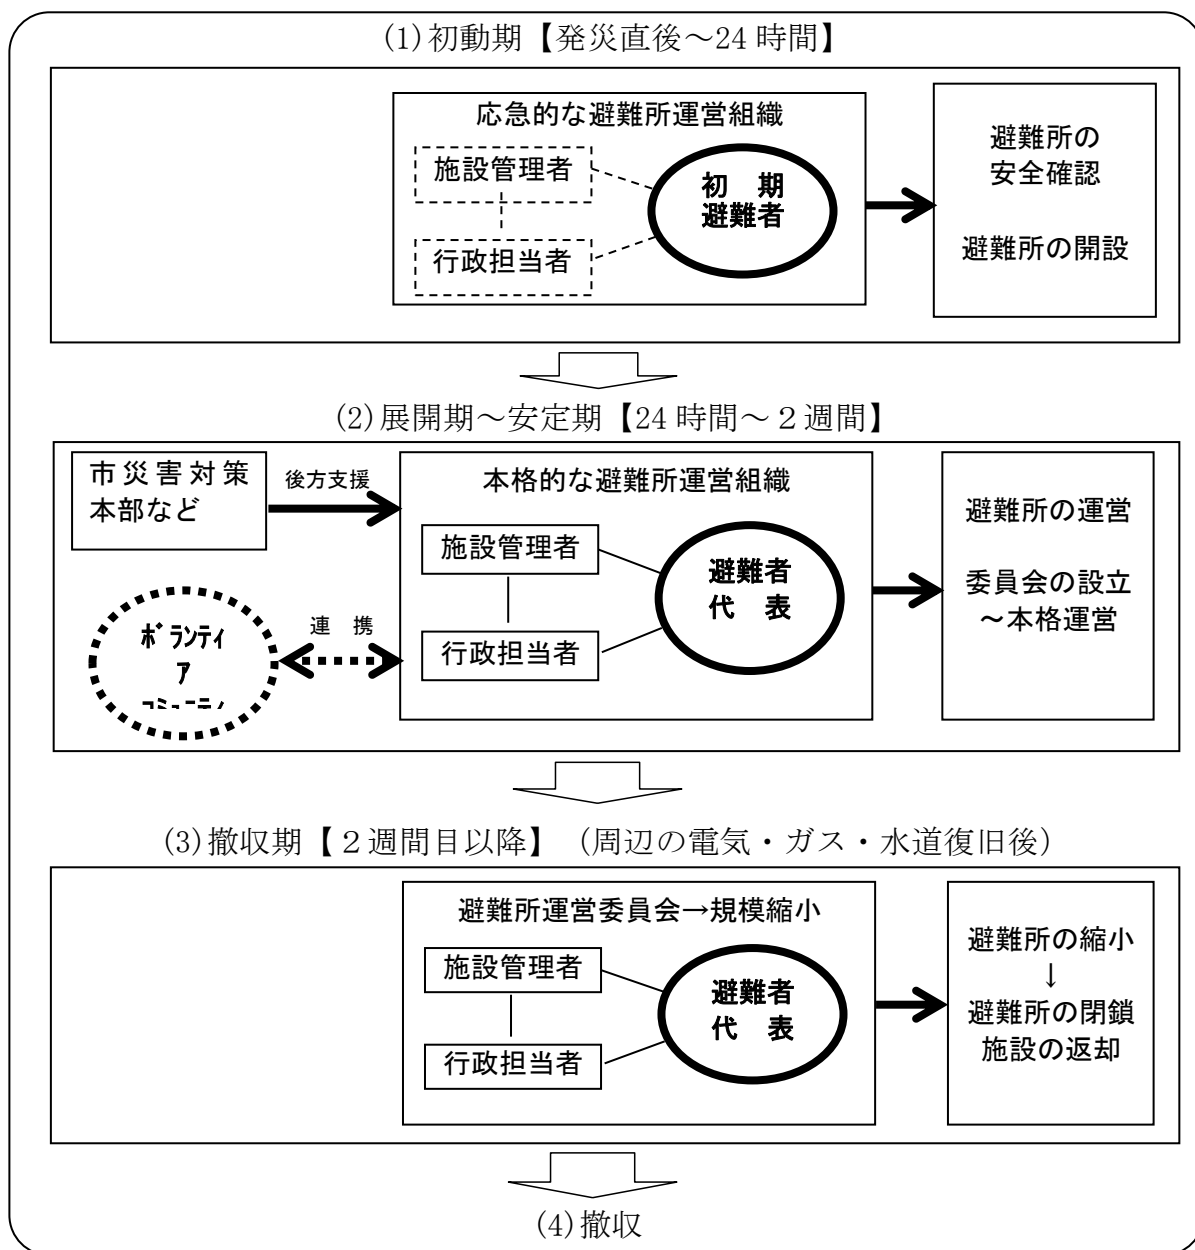 (1)初動期【発災直後～24 時間】
応急的な避難所運営組織
施設管理者
行政担当者
初　期
避難者
避難所の
安全確認
避難所の開設
(2)展開期～安定期【24 時間～２週間】
市災害対策
本部など
後方支援
ﾎﾞﾗﾝﾃｨ
ｱ
連　携
本格的な避難所運営組織
施設管理者
行政担当者
避難者
代　表
避難所の運営
委員会の設立
～本格運営
(3)撤収期【２週間目以降】（周辺の電気・ガス・水道復旧後）
避難所運営委員会→規模縮小
施設管理者
行政担当者
避難者
代　表
避難所の縮小
↓
避難所の閉鎖
施設の返却
(4)撤収